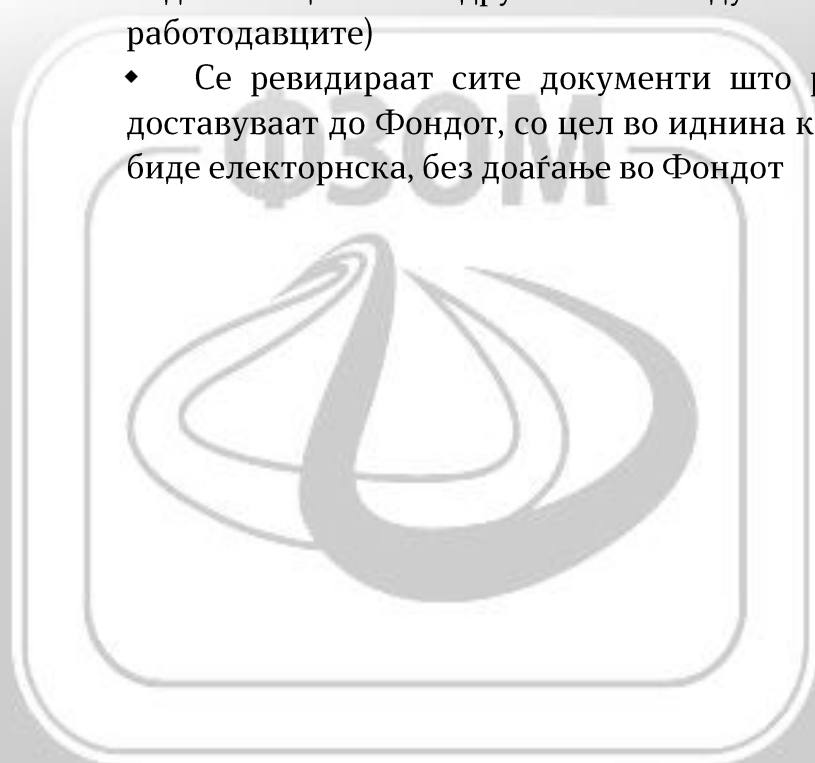 работодавците)
◆ Се ревидираат сите документи што
доставуваат до Фондот, со цел во иднина
биде електорнска, без доаѓање во Фондот
ФЗОМ